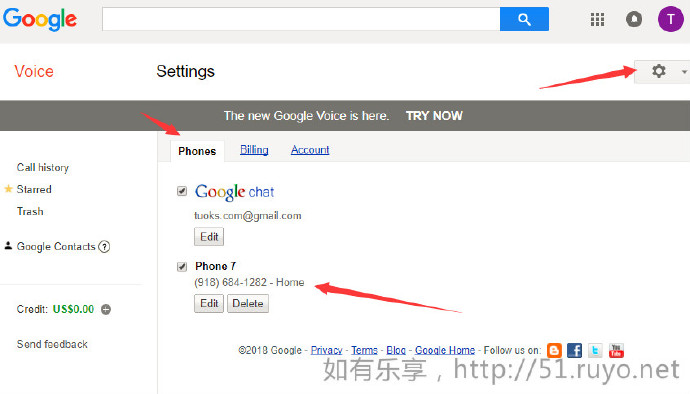 Google
T
Voice
Settings
The new Google Voice is here. TRY NOW
Phones Billing Account
Call history
Starred
Trash
Google Contacts ?
Credit: US$0.00
Send feedback
Google chat
tuoks.com@gmail.com
Edit
Phone 7
(918) 684-1282 - Home
Edit Delete
©2018 Google - Privacy - Terms - Blog - Google Home - Follow us on:
如有乐享，http://51.ruyo.net